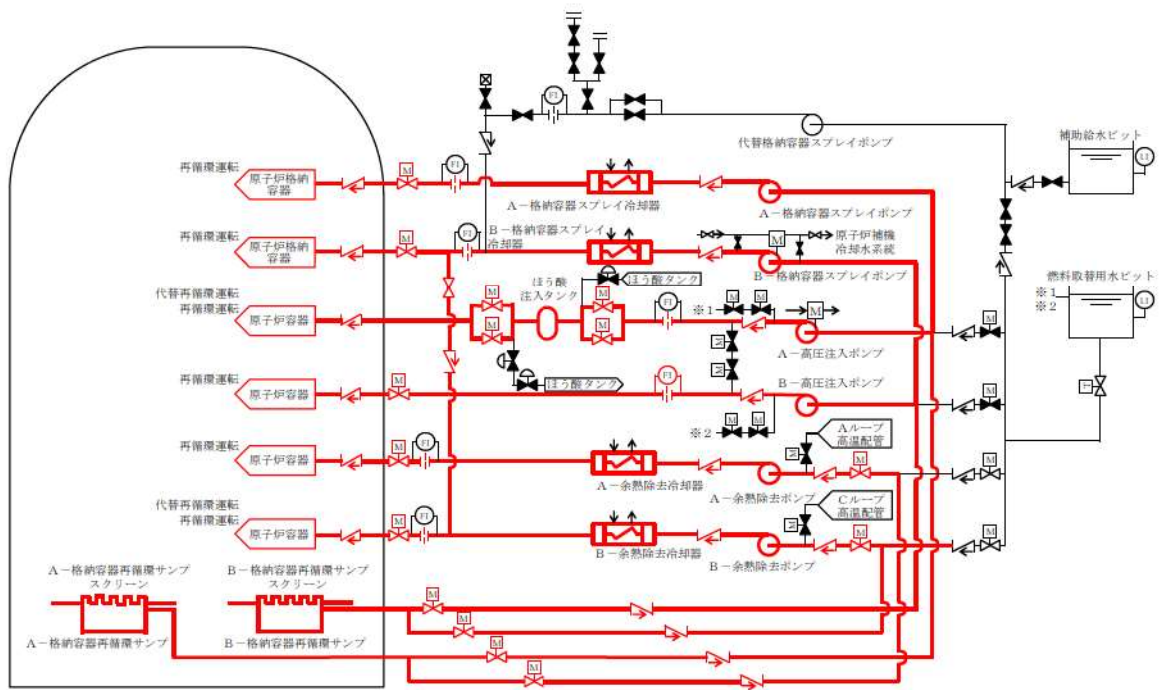 FI
代替格納容器スプレイポンプ
補助給水ピット
LI
再循環運転
原子炉格納
容器
M
FI
A-格納容器スプレイ冷却器
A-格納容器スプレイポンプ
再循環運転
原子炉格納
容器
M
FI
B-格納容器スプレイ
冷却器
M
原子炉補機
冷却水系統
B-格納容器スプレイポンプ
燃料取替用水ピット
※1
※2
LI
代替再循環運転
再循環運転
原子炉容器
M
M
ほう酸
注入タンク
ほう酸タンク
M
M
FI
※1
M
M
M
A-高圧注入ポンプ
M
ほう酸タンク
M
M
再循環運転
原子炉容器
M
FI
B-高圧注入ポンプ
M
I
※2
M
M
再循環運転
原子炉容器
M
FI
A-余熱除去冷却器
A-余熱除去ポンプ
Aループ
高温配管
M
M
M
代替再循環運転
再循環運転
原子炉容器
M
FI
B-余熱除去冷却器
B-余熱除去ポンプ
Cループ
高温配管
M
M
M
A-格納容器再循環サンプ
スクリーン
B-格納容器再循環サンプ
スクリーン
A-格納容器再循環サンプ
B-格納容器再循環サンプ
M
M
M
M